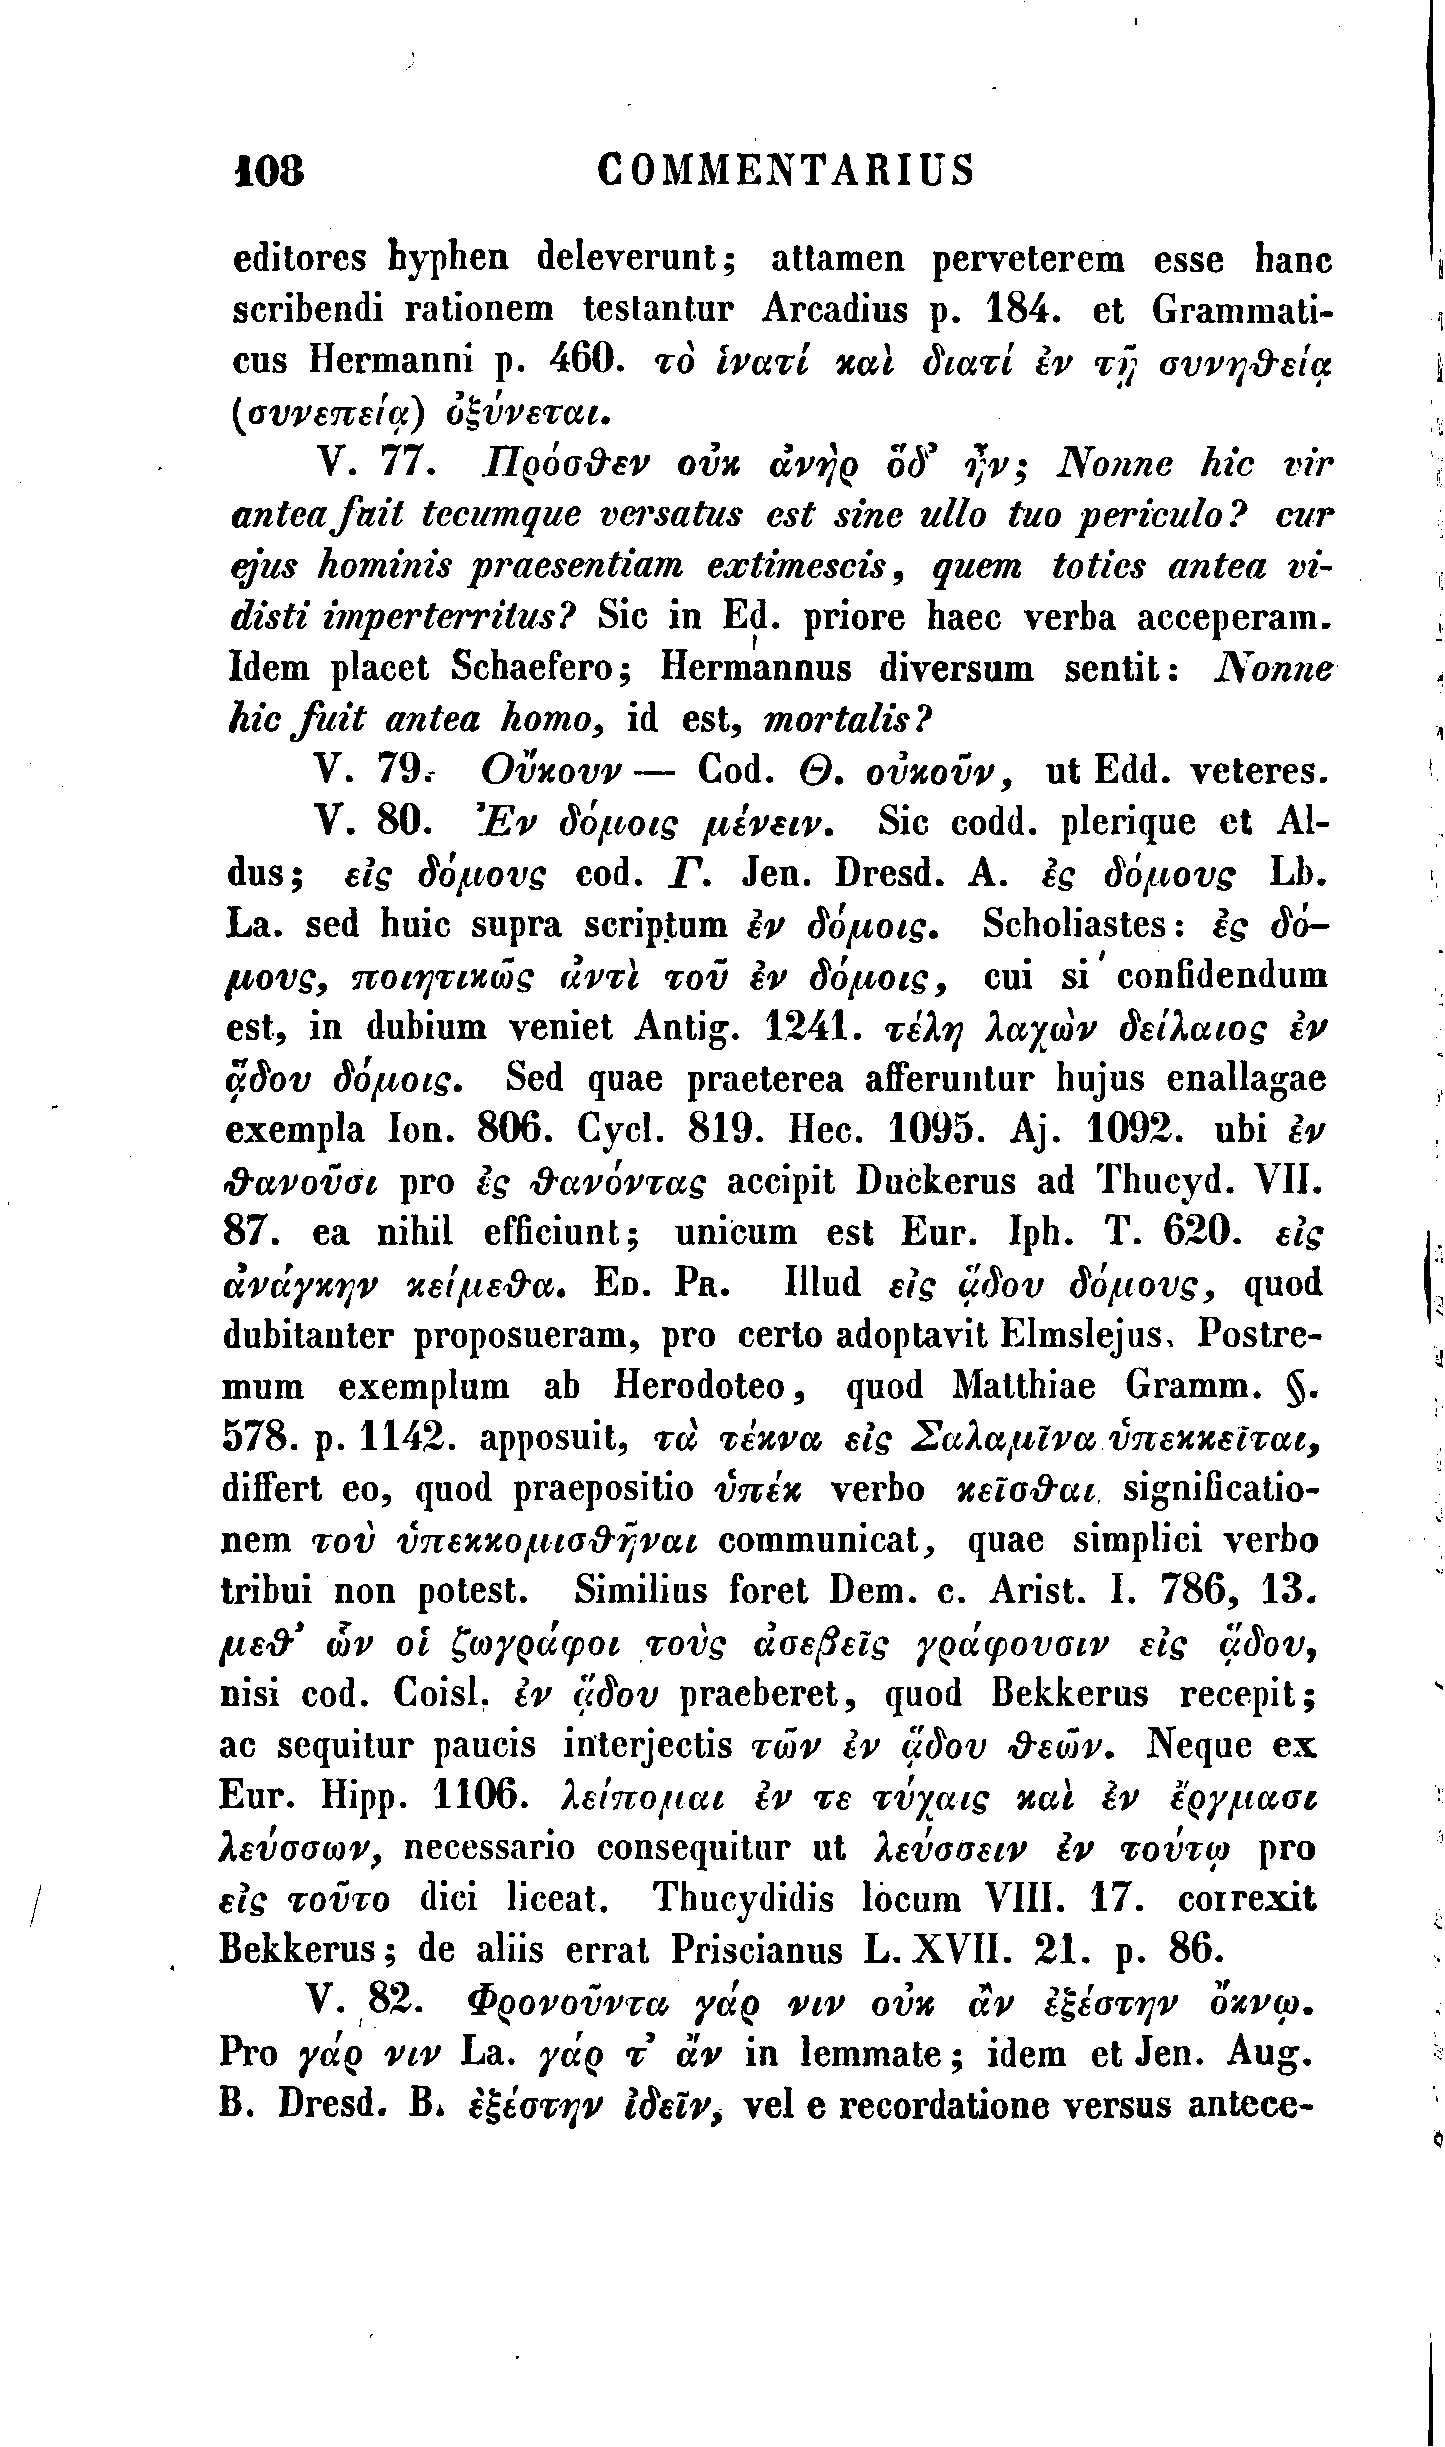 108 COMMENTARIUS
editores hyphen deleverunt; attamen perveterem esse hanc
scribendi rationem testantur Arcadius p. 184. et Grammati-
cus Hermanni p. 460. τὸ ἱνατί καὶ διατί ἐν τῇ συνηθείᾳ
(συνεπείᾳ) ὀξύνεται.
V. 77. Πρόσθεν οὐκ ἀνὴρ ὅδ' ἦν; Nonne hic vir
antea fuit tecumque versatus est sine ullo tuo periculo? cur
ejus hominis praesentiam extimescis, quem toties antea vi-
disti imperterritus? Sic in Ed. priore haec verba acceperam.
Idem placet Schaefero; Hermannus diversum sentit: Nonne
hic fuit antea homo, id est, mortalis?
V. 79. Οὔκουν — Cod. Θ. οὐκοῦν, ut Edd. veteres.
V. 80. Ἐν δόμοις μένειν. Sic codd. plerique et Al-
dus; εἰς δόμους cod. Γ. Jen. Dresd. A. ἐς δόμους Lb.
La. sed huic supra scriptum ἐν δόμοις. Scholiastes: ἐς δό-
μους, ποιητικῶς ἀντὶ τοῦ ἐν δόμοις, cui si confidendum
est, in dubium veniet Antig. 1241. τέλη λαχὼν δείλαιος ἐν
ᾅδου δόμοις. Sed quae praeterea afferuntur hujus enallagae
exempla Ion. 806. Cycl. 819. Hec. 1095. Aj. 1092. ubi ἐν
θανοῦσι pro ἐς θανόντας accipit Duckerus ad Thucyd. VII.
87. ea nihil efficiunt; unicum est Eur. Iph. T. 620. εἰς
ἀνάγκην κείμεθα. ED. PR. Illud εἰς ᾅδου δόμους, quod
dubitanter proposueram, pro certo adoptavit Elmslejus. Postre-
mum exemplum ab Herodoteo, quod Matthiae Gramm. §.
578. p. 1142. apposuit, τὰ τέκνα εἰς Σαλαμῖνα ὑπεκκεῖται,
differt eo, quod praepositio ὑπέκ verbo κεῖσθαι significatio-
nem τοὺ ὑπεκκομισθῆναι communicat, quae simplici verbo
tribui non potest. Similius foret Dem. c. Arist. I. 786, 13.
μεθ' ὧν οἱ ζωγράφοι τοὺς ἀσεβεῖς γράφουσιν εἰς ᾅδου,
nisi cod. Coisl. ἐν ᾅδου praeberet, quod Bekkerus recepit;
ac sequitur paucis interjectis τῶν ἐν ᾅδου θεῶν. Neque ex
Eur. Hipp. 1106. λείπομαι ἐν τε τύχαις καὶ ἐν ἔργμασι
λεύσσων, necessario consequitur ut λεύσσειν ἐν τούτῳ pro
εἰς τοῦτο dici liceat. Thucydidis locum VIII. 17. correxit
Bekkerus; de aliis errat Priscianus L. XVII. 21. p. 86.
V. 82. Φρονοῦντα γάρ νιν οὐκ ἂν ἐξέστην ὄκνῳ.
Pro γάρ νιν La. γάρ τ' ἄν in lemmate; idem et Jen. Aug.
B. Dresd. B. ἐξέστην ἰδεῖν, vel e recordatione versus antece-